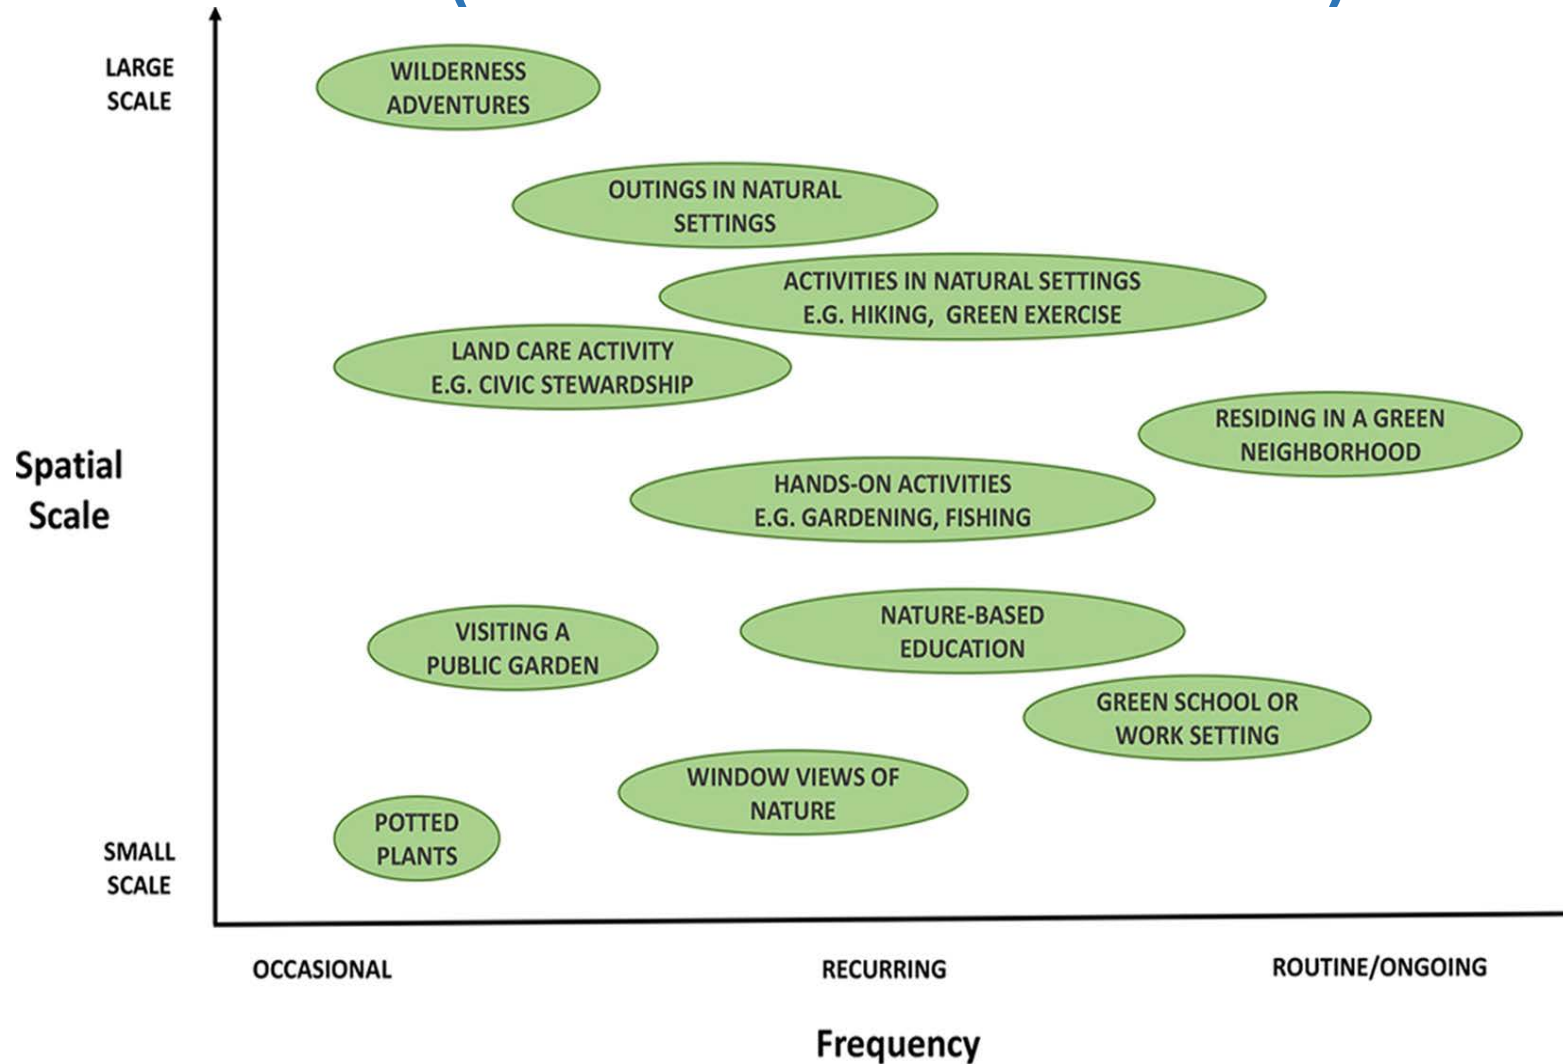 LARGE
SCALE
WILDERNESS
ADVENTURES
OUTINGS IN NATURAL
SETTINGS
ACTIVITIES IN NATURAL SETTINGS
E.G. HIKING, GREEN EXERCISE
LAND CARE ACTIVITY
E.G. CIVIC STEWARDSHIP
RESIDING IN A GREEN
NEIGHBORHOOD
Spatial
Scale
HANDS-ON ACTIVITIES
E.G. GARDENING, FISHING
NATURE-BASED
EDUCATION
VISITING A
PUBLIC GARDEN
GREEN SCHOOL OR
WORK SETTING
WINDOW VIEWS OF
NATURE
POTTED
PLANTS
SMALL
SCALE
OCCASIONAL
RECURRING
ROUTINE/ONGOING
Frequency